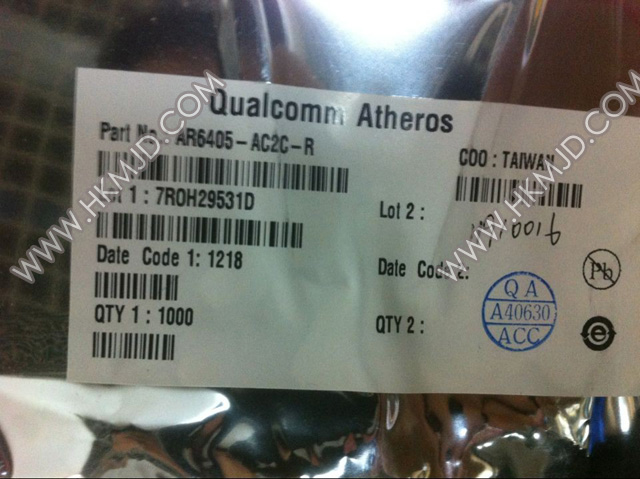 Qualcomm Atheros
Part No. AR6405-AC2C-R
COO : TAIWAN
Lot 1 : 7ROH29531D
Lot 2 :
Date Code 1: 1218
Date Code 2:
QTY 1 : 1000
QTY 2 :
QA
A40630
ACC
Pb
e
WWW.HKMJD.COM
WWW.HKMJD.COM
WWW.HKMJD.COM